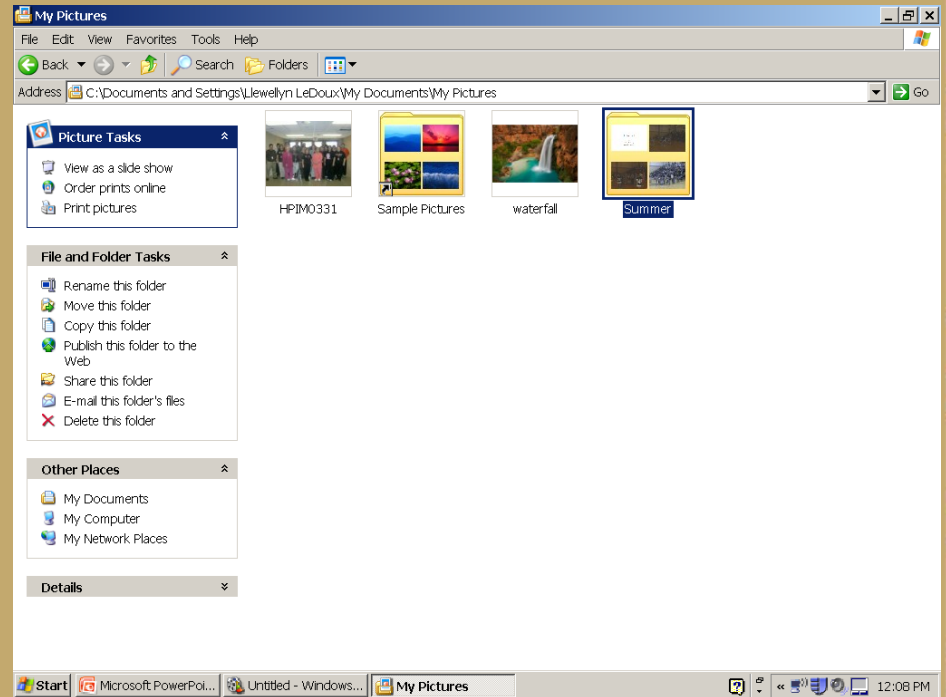 My Pictures
File Edit View Favorites Tools Help
Back Search Folders
Address C:\Documents and Settings\Llewellyn LeDoux\My Documents\My Pictures Go
Picture Tasks
View as a slide show
Order prints online
Print pictures
File and Folder Tasks
Rename this folder
Move this folder
Copy this folder
Publish this folder to the
Web
Share this folder
E-mail this folder's files
Delete this folder
Other Places
My Documents
My Computer
My Network Places
Details
HPIM0331 Sample Pictures waterfall Summer
Start Microsoft PowerPoi... Untitled - Windows... My Pictures 12:08 PM